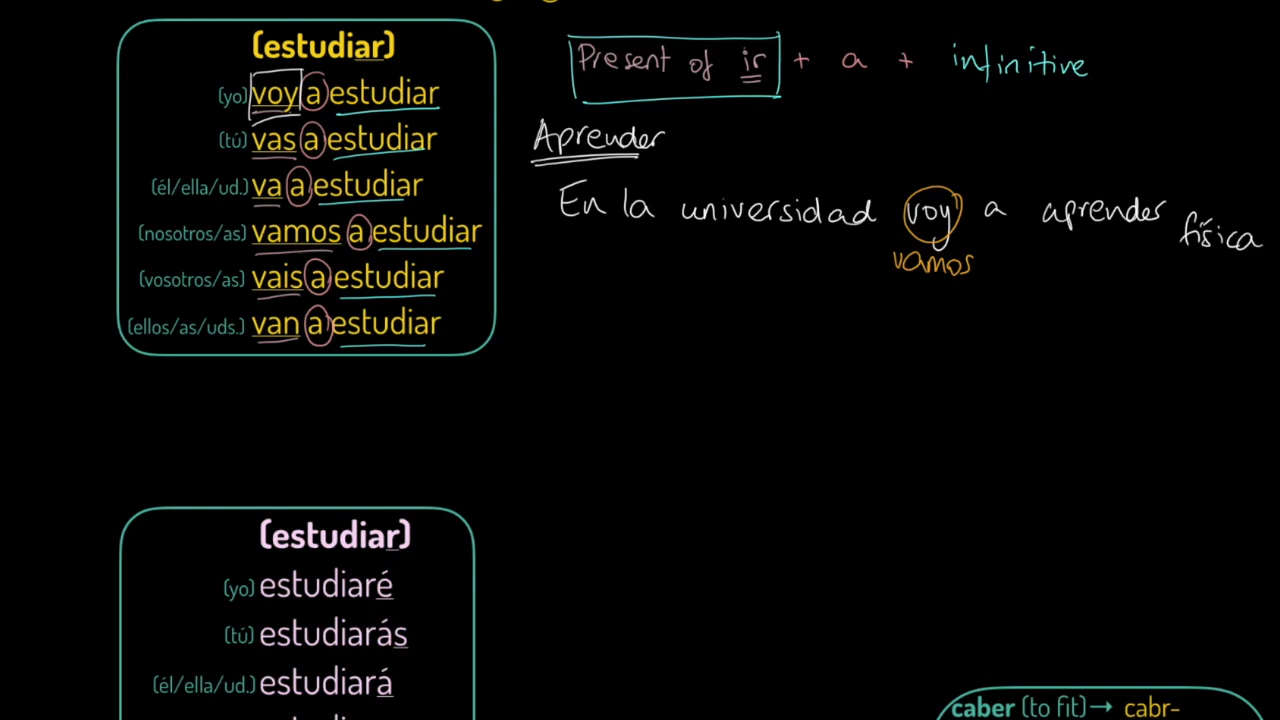 (estudiar)
(yo) voy a estudiar
(tú) vas a estudiar
(él/ella/ud.) va a estudiar
(nosotros/as) vamos a estudiar
(vosotros/as) vais a estudiar
(ellos/as/uds.) van a estudiar
Present of ir + a + infinitive
Aprender
En la universidad voy a aprender física
vamos
(estudiar)
(yo) estudiaré
(tú) estudiarás
(él/ella/ud.) estudiará
caber (to fit)→ cabr-